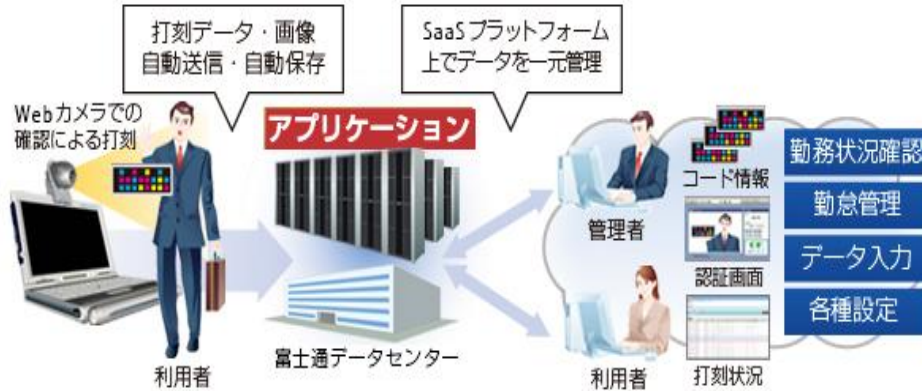 打刻データ・画像
自動送信・自動保存
SaaSプラットフォーム
上でデータを一元管理
Webカメラでの
確認による打刻
アプリケーション
利用者
富士通データセンター
管理者
利用者
コード情報
認証画面
打刻状況
勤務状況確認
勤怠管理
データ入力
各種設定